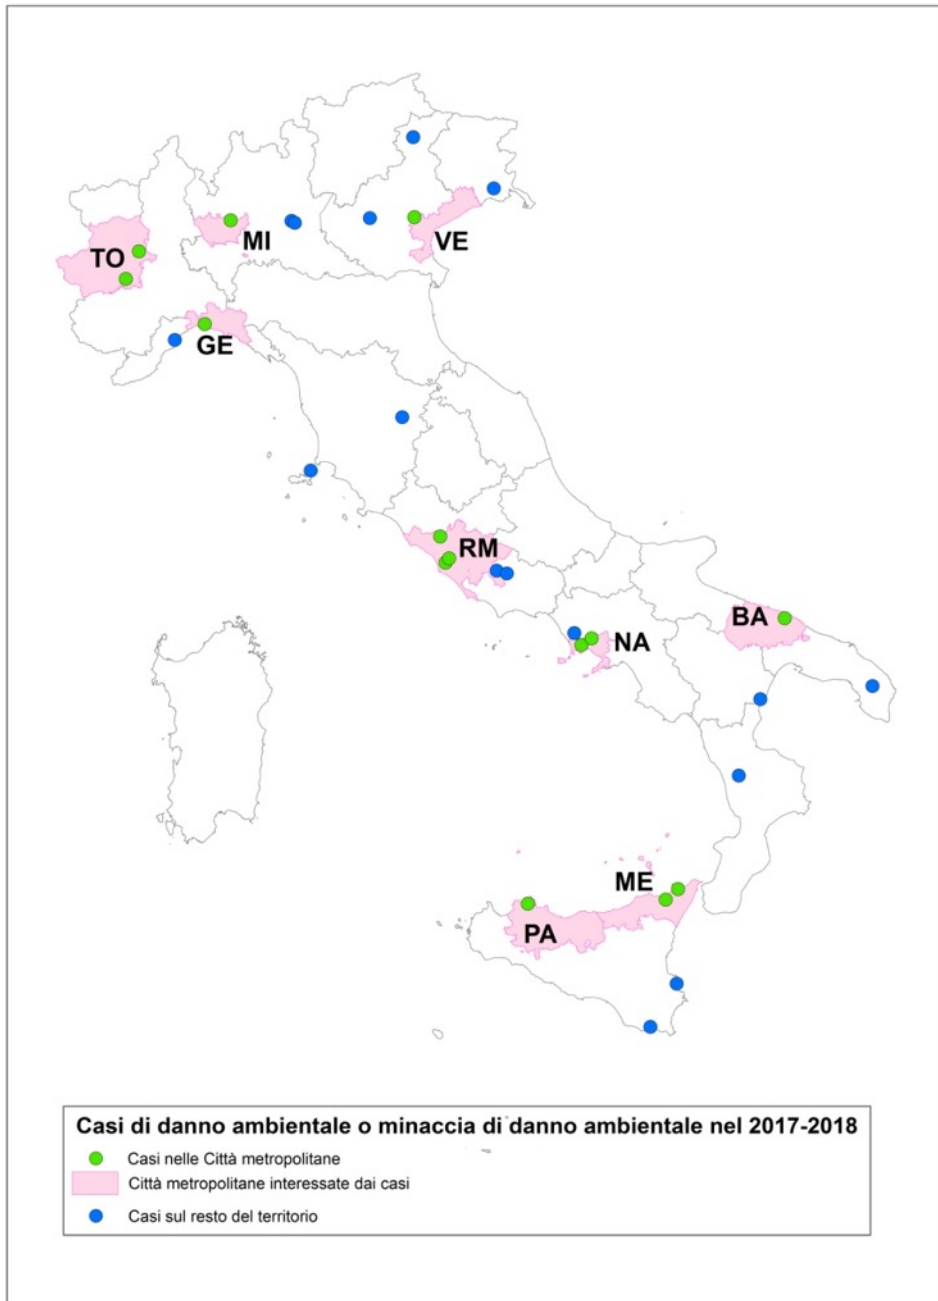 MI
VE
TO
GE
RM
BA
NA
ME
PA
Casi di danno ambientale o minaccia di danno ambientale nel 2017-2018
Casi nelle Città metropolitane
Città metropolitane interessate dai casi
Casi sul resto del territorio